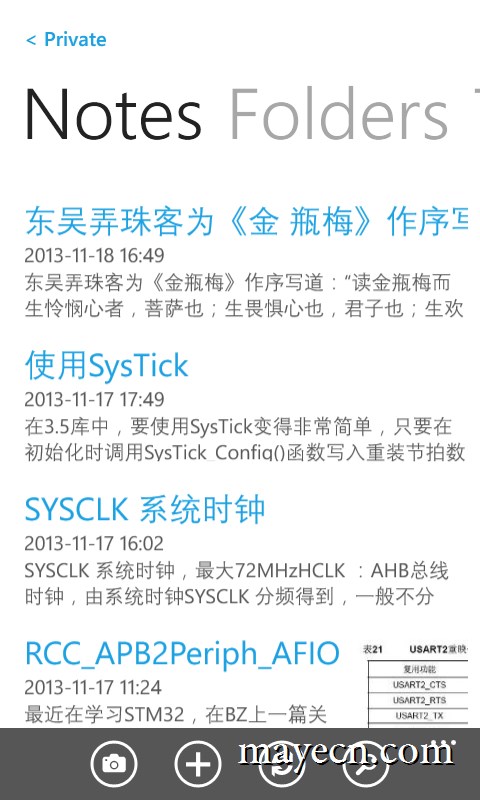 < Private
Notes Folders
东吴弄珠客为《金 瓶梅》作序写
2013-11-18 16:49
东吴弄珠客为《金瓶梅》作序写道：“读金瓶梅而
生怜悯心者，菩萨也；生畏惧心也，君子也；生欢
使用SysTick
2013-11-17 17:49
在3.5库中，要使用SysTick变得非常简单，只要在
初始化时调用SysTick_Config()函数写入重装节拍数
SYSCLK 系统时钟
2013-11-17 16:02
SYSCLK 系统时钟，最大72MHzHCLK ：AHB总线
时钟，由系统时钟SYSCLK 分频得到，一般不分
RCC_APB2Periph_AFIO
2013-11-17 11:24
最近在学习STM32，在BZ上一篇关
表21 USART2重映
复用功能
USART2_CTS
USART2_RTS
USART2_TX
mayecn.com